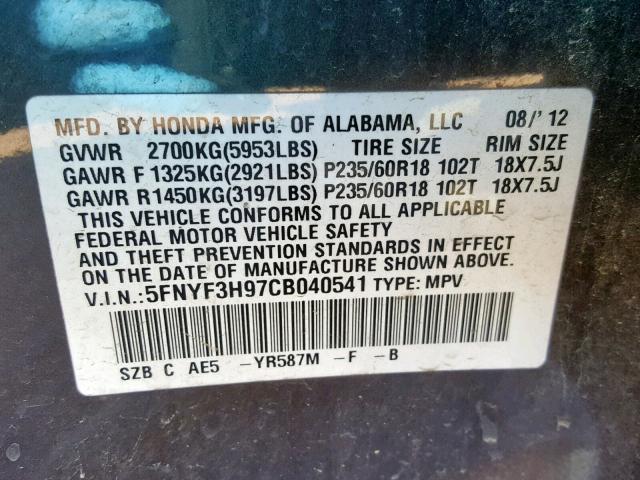 MFD. BY HONDA MFG. OF ALABAMA, LLC 08/'12
GVWR 2700KG(5953LBS) TIRE SIZE RIM SIZE
GAWR F 1325KG(2921LBS) P235/60R18 102T 18X7.5J
GAWR R1450KG(3197LBS) P235/60R18 102T 18X7.5J
THIS VEHICLE CONFORMS TO ALL APPLICABLE
FEDERAL MOTOR VEHICLE SAFETY
AND THEFT PREVENTION STANDARDS IN EFFECT
ON THE DATE OF MANUFACTURE SHOWN ABOVE.
V.I.N.:5FNYF3H97CB040541 TYPE: MPV
SZB C AE5 -YR587M -F -B